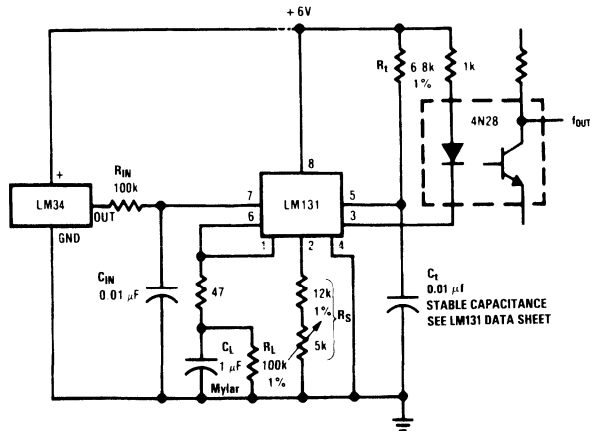 + 6V
Rt 6 8k 1%
1k
4N28
fOUT
+
RIN
100k
8
LM34
OUT
GND
7
LM131
5
6
3
1
2
4
CIN
0.01 μF
47
12k
1%
RS
5k
Ct
0.01 μf
STABLE CAPACITANCE
SEE LM131 DATA SHEET
CL
1 μF
Mylar
RL
100k
1%